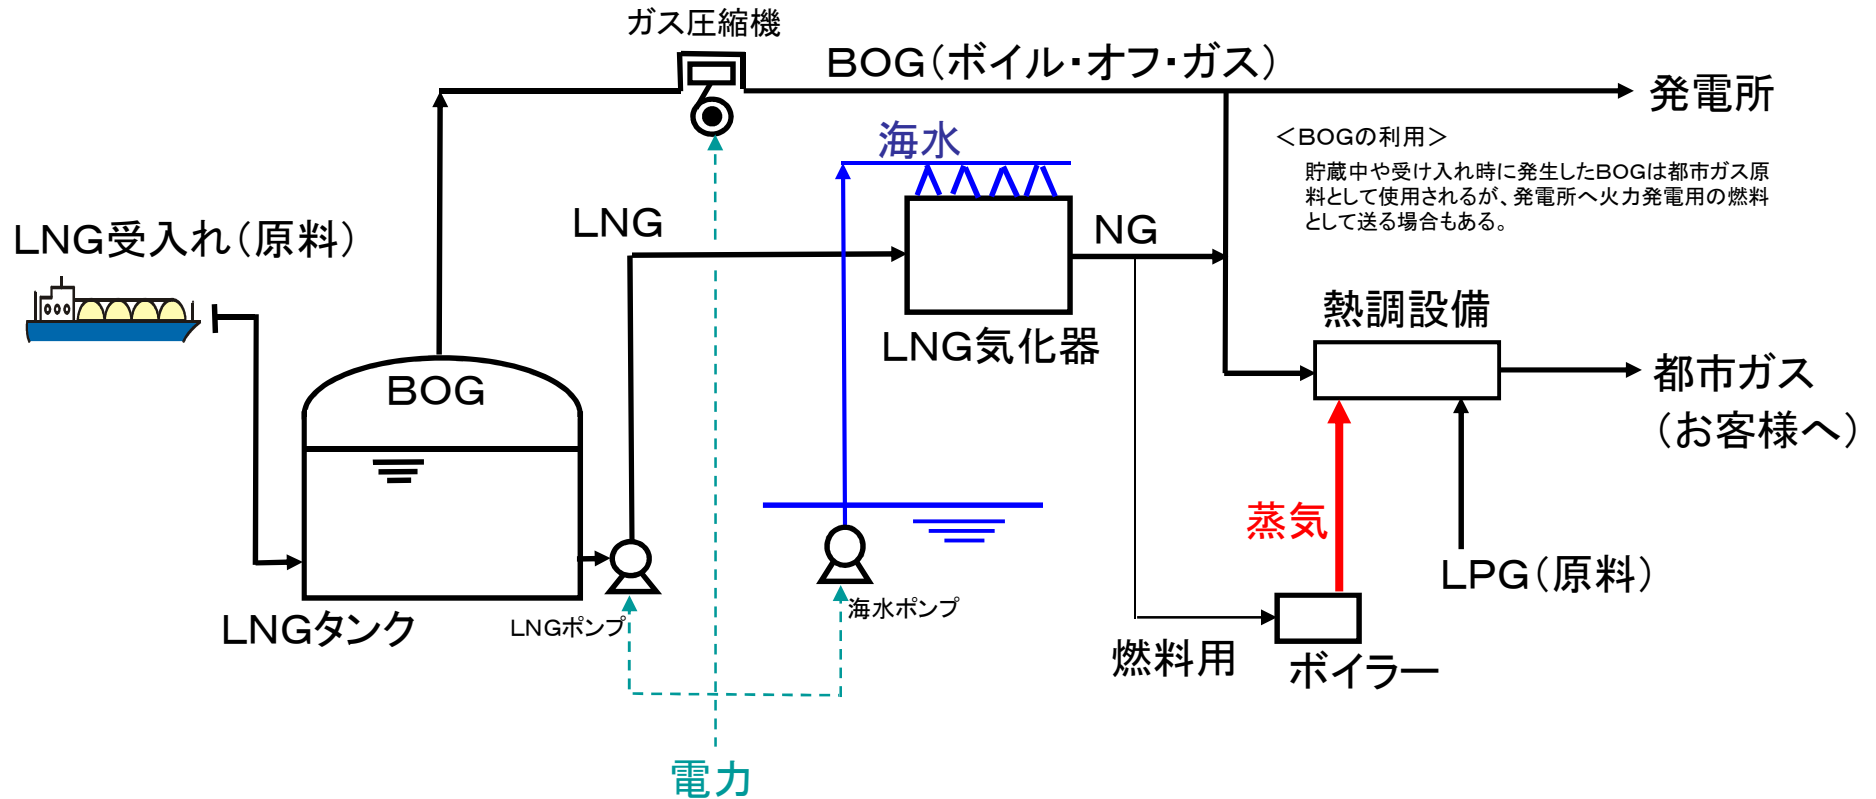 ガス圧縮機
BOG(ボイル・オフ・ガス)
発電所
海水
<BOGの利用>
貯蔵中や受け入れ時に発生したBOGは都市ガス原
料として使用されるが、発電所へ火力発電用の燃料
として送る場合もある。
LNG受入れ(原料)
LNG
NG
LNG気化器
熱調設備
BOG
都市ガス
(お客様へ)
蒸気
LPG(原料)
LNGタンク
LNGポンプ
海水ポンプ
燃料用
ボイラー
電力